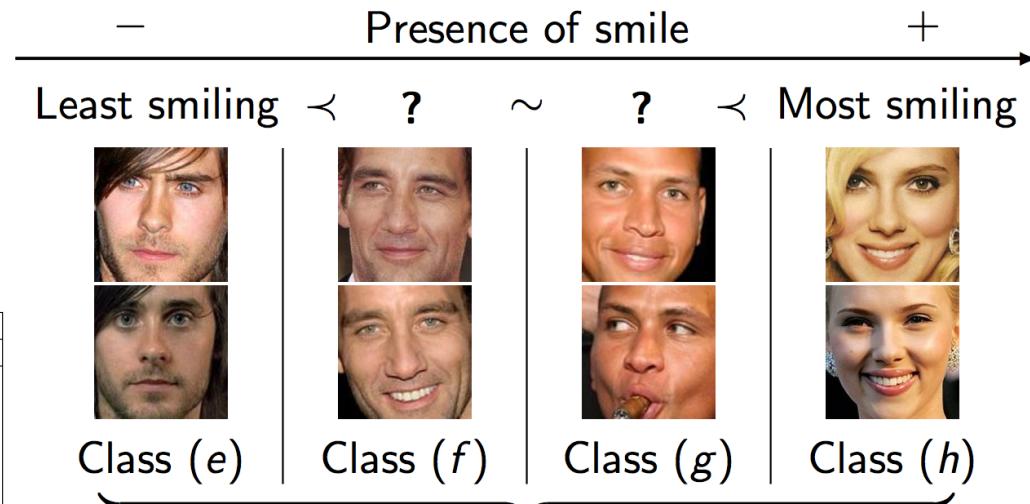 − Presence of smile +
Least smiling ≺ ? ∼ ? ≺ Most smiling
Class (e) Class (f) Class (g) Class (h)